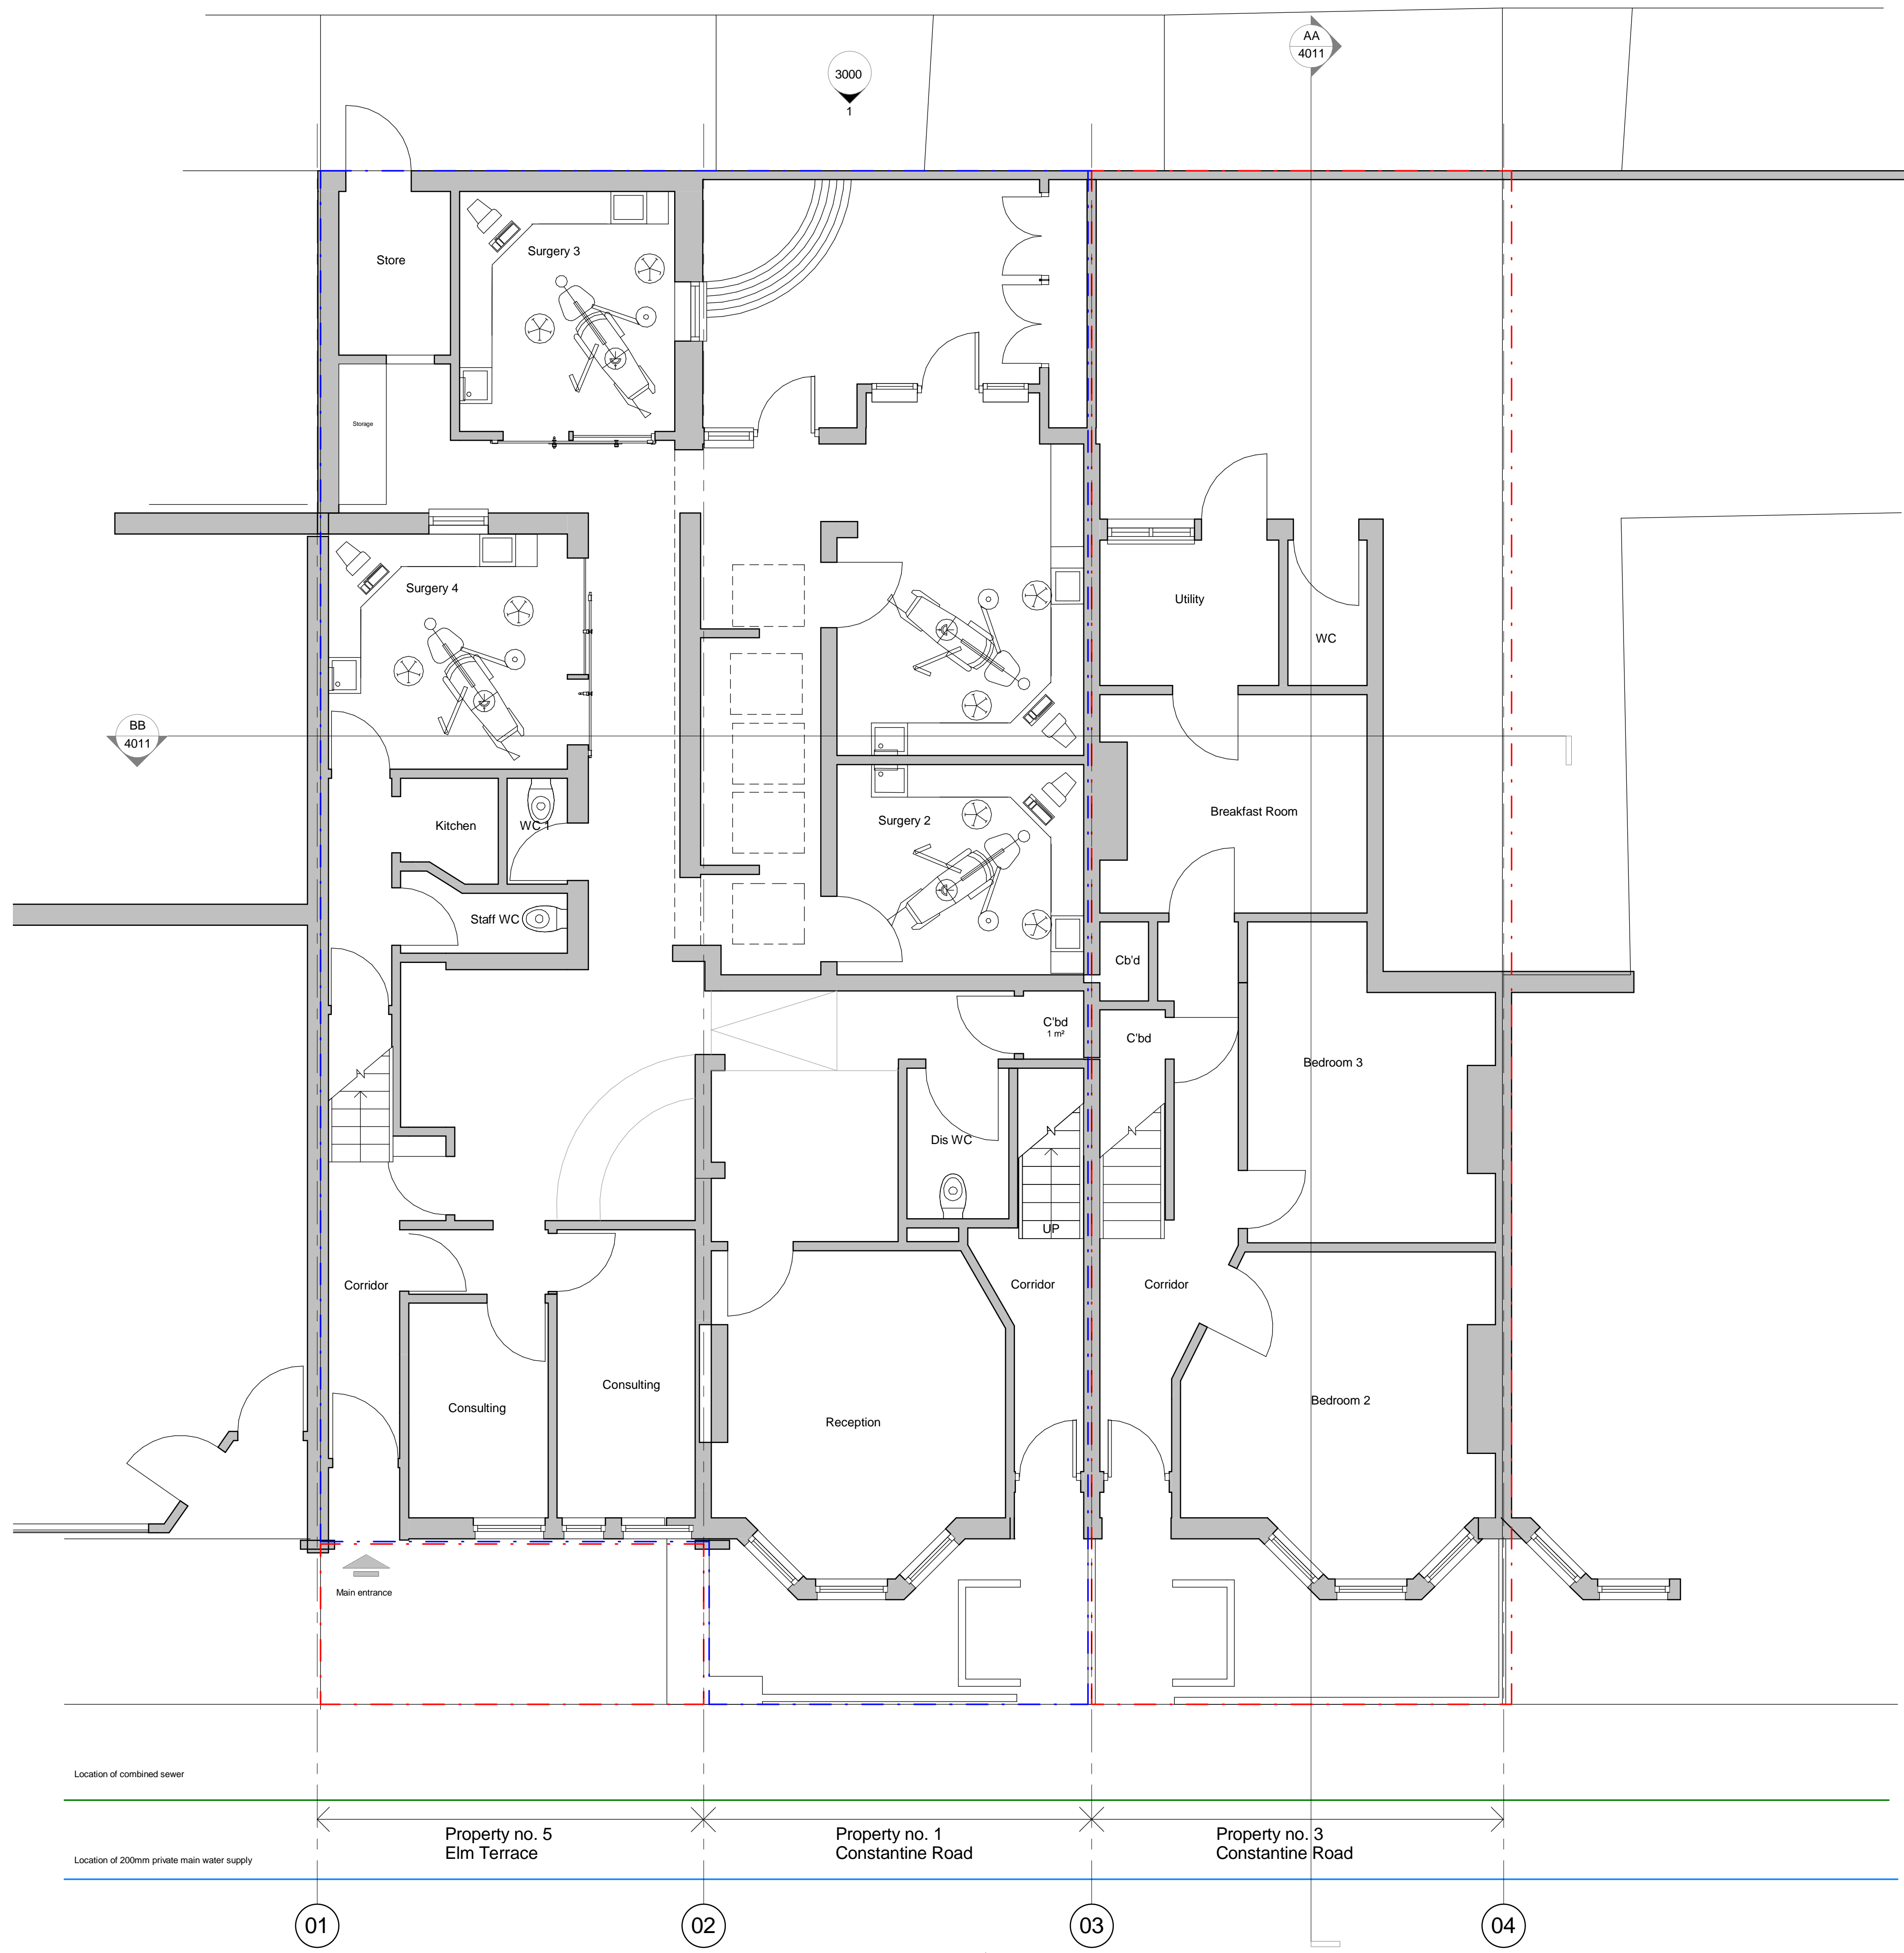 AA
4011
3000
1
Store
Surgery 3
Storage
Surgery 4
Utility
WC
BB
4011
Kitchen
WC 1
Surgery 2
Breakfast Room
Staff WC
Cb'd
C'bd
1 m²
C'bd
Bedroom 3
Dis WC
UP
Corridor
Corridor
Corridor
Consulting
Consulting
Reception
Bedroom 2
Main entrance
Location of combined sewer
Property no. 5
Elm Terrace
Property no. 1
Constantine Road
Property no. 3
Constantine Road
Location of 200mm private main water supply
01
02
03
04